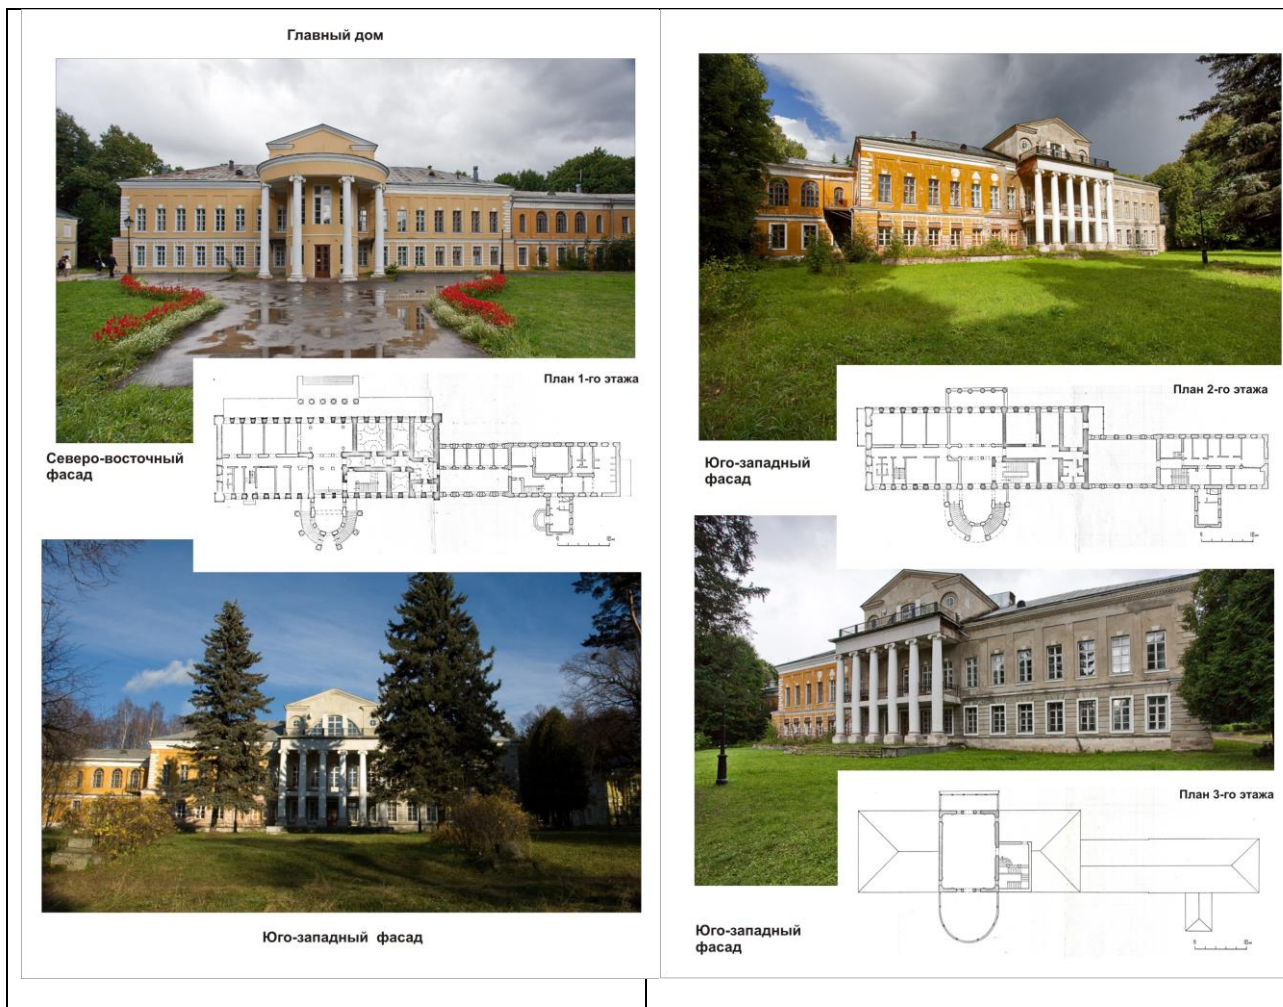 Главный дом
План 1-го этажа
Северо-восточный
фасад
Юго-западный фасад
План 2-го этажа
Юго-западный
фасад
План 3-го этажа
Юго-западный
фасад